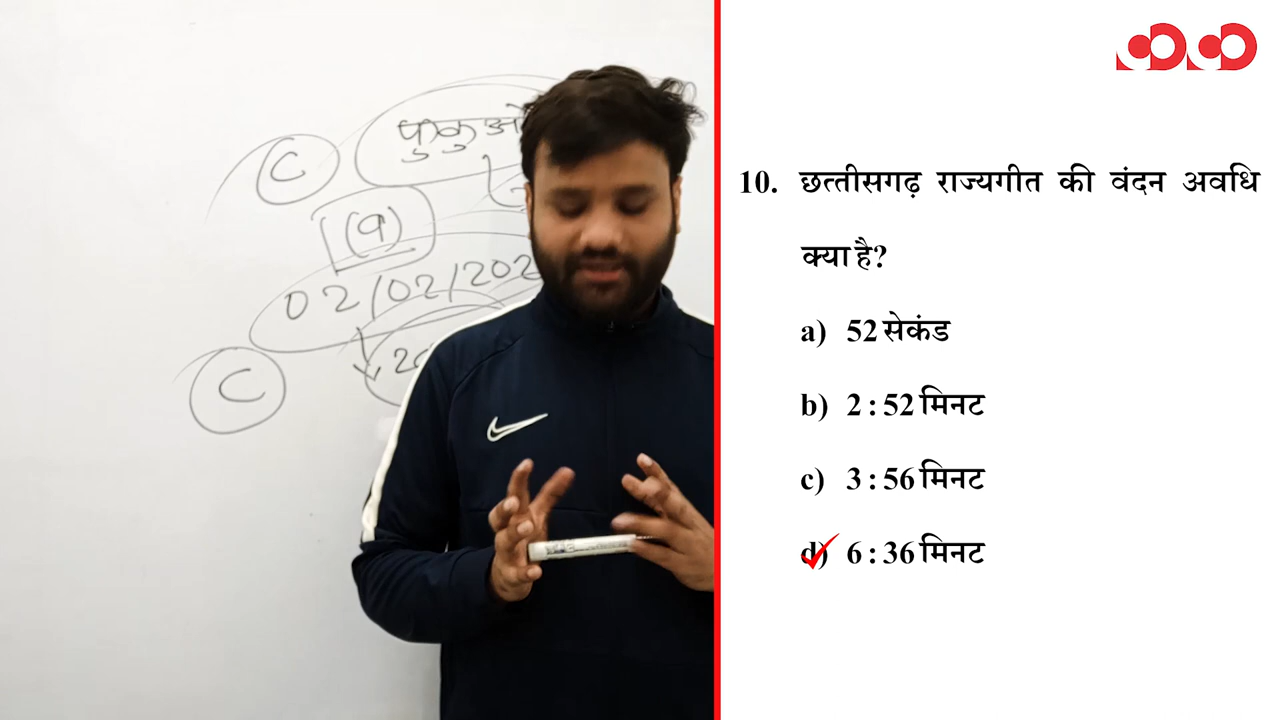 C
(9)
02/02/202
C
10. छत्तीसगढ़ राज्यगीत की वंदन अवधि
क्या है?
a) 52 सेकंड
b) 2 : 52 मिनट
c) 3 : 56 मिनट
d) 6 : 36 मिनट